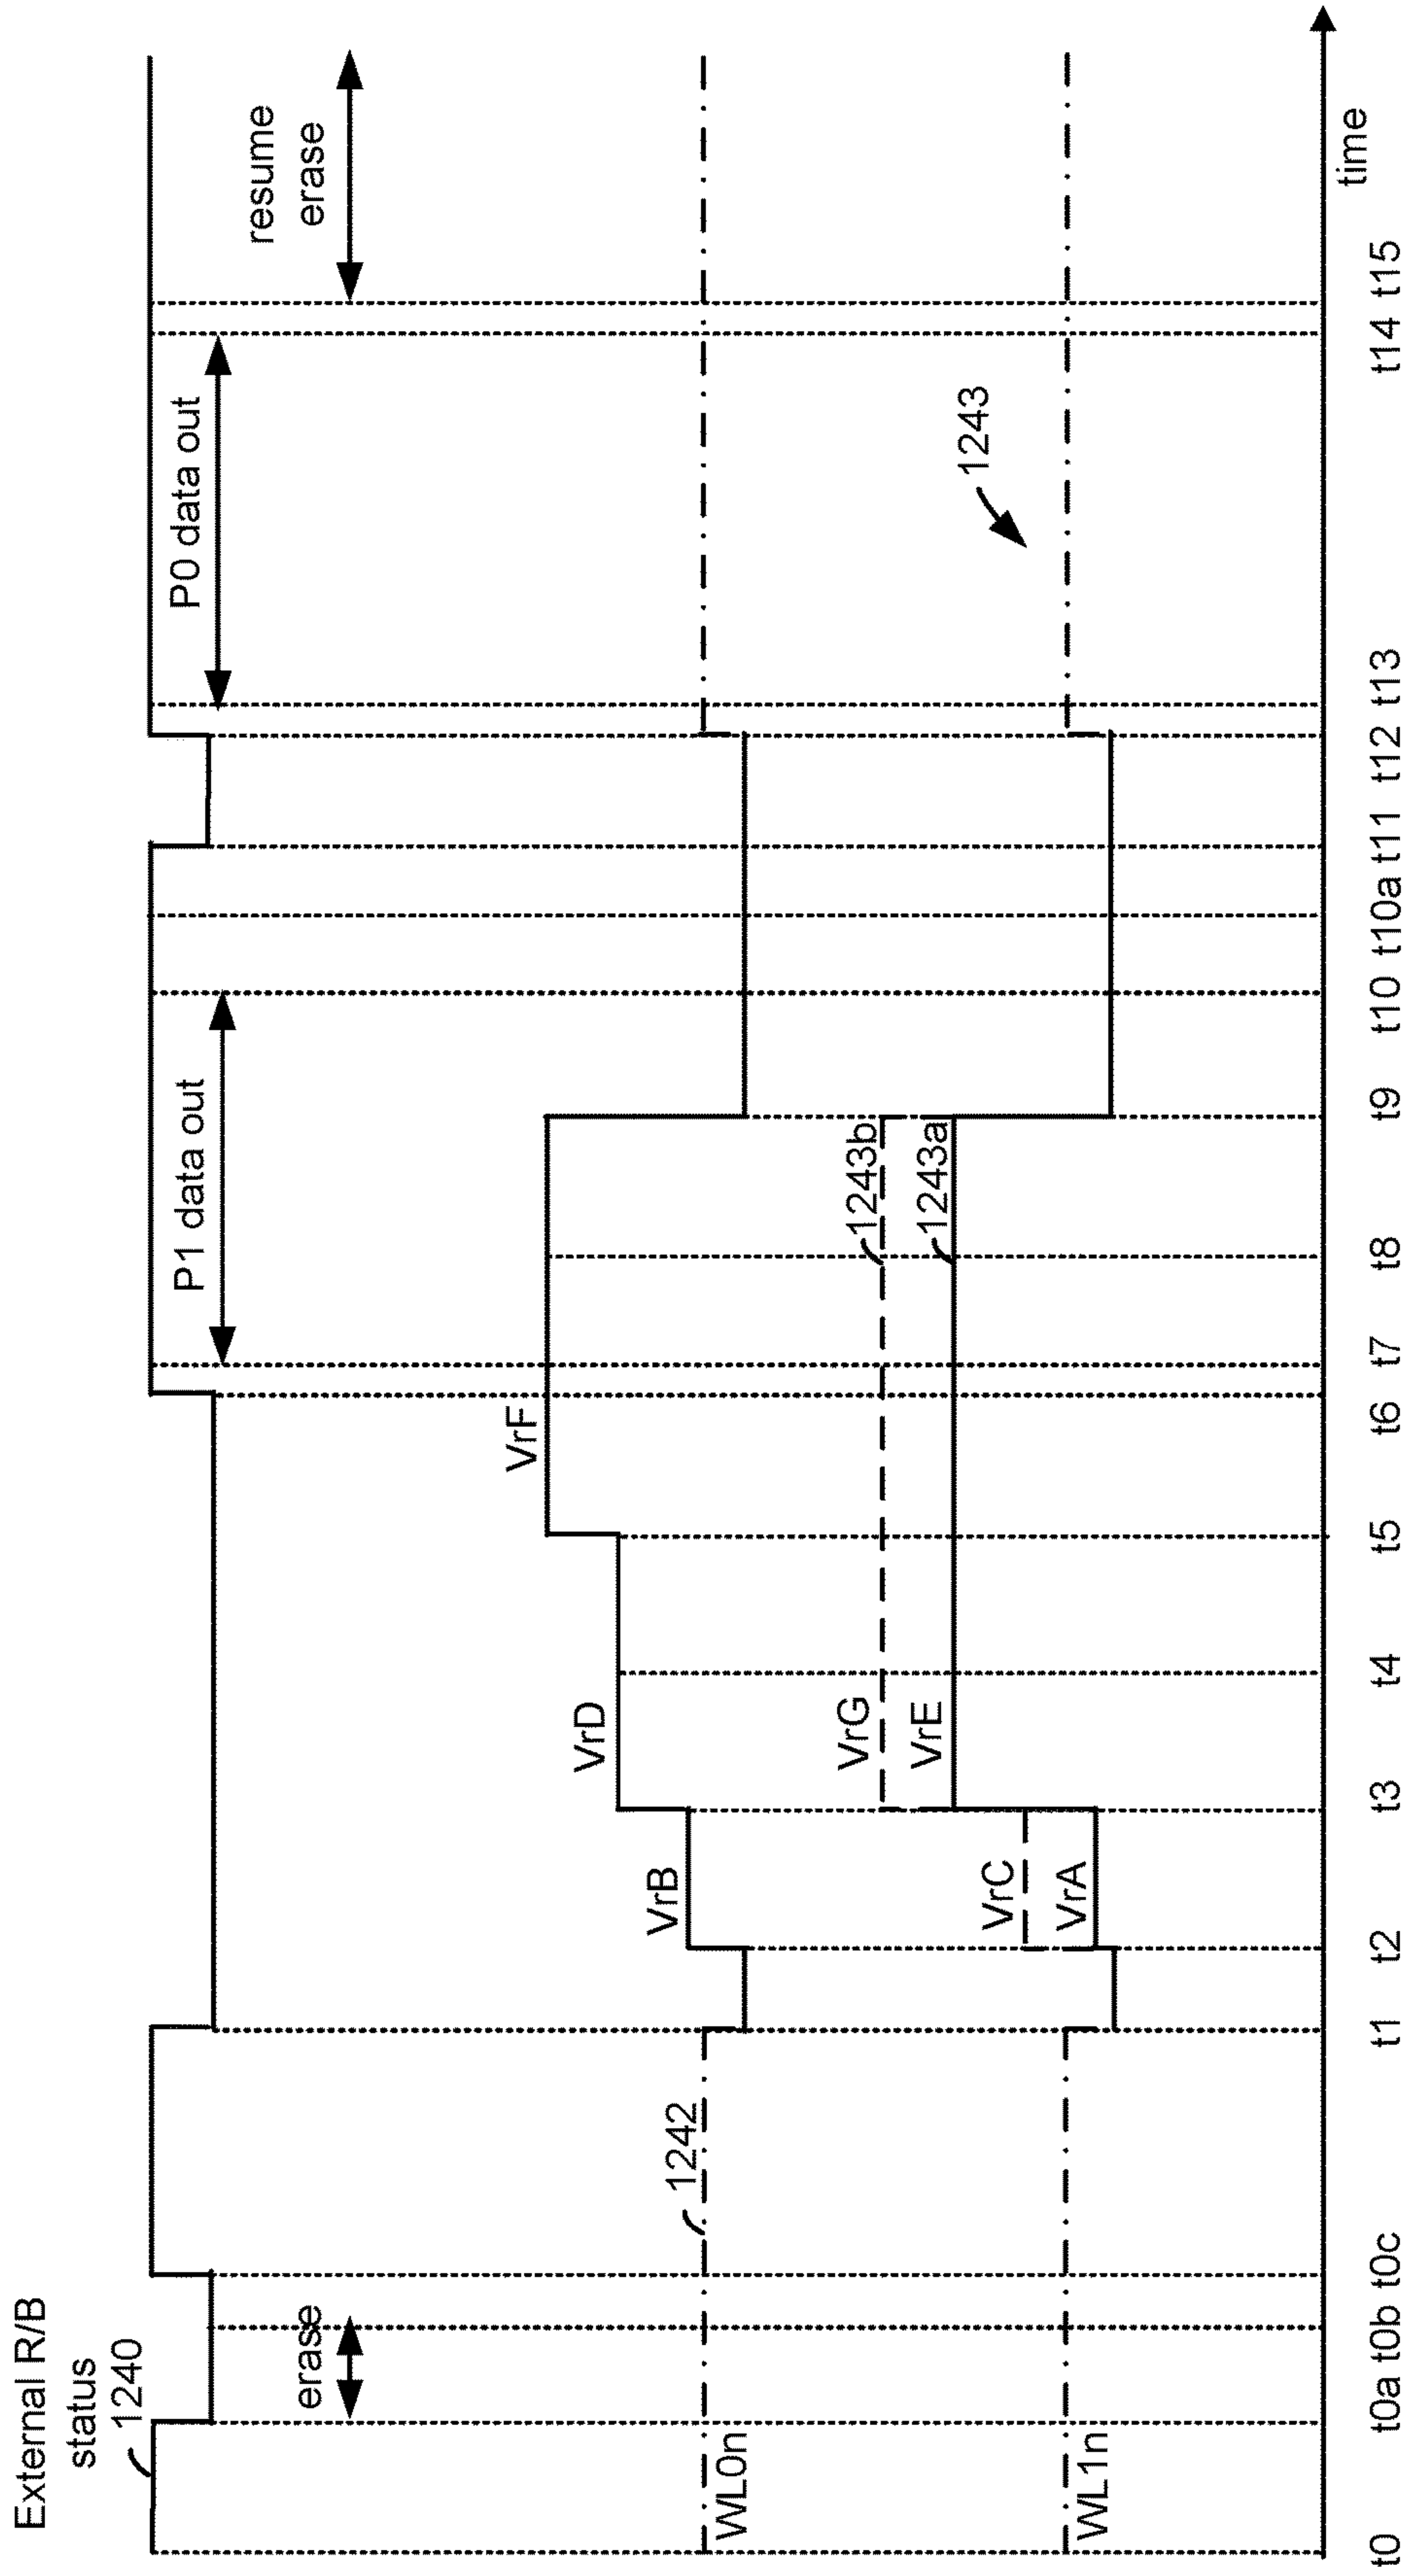 External R/B
status
1240
erase
P1 data out
P0 data out
resume
erase
VrF
VrD
VrB
1242
WL0n
VrG
1243b
VrE
1243a
VrC
VrA
1243
WL1n
t0 t0a t0b t0c t1 t2 t3 t4 t5 t6 t7 t8 t9 t10 t10a t11 t12 t13 t14 t15
time